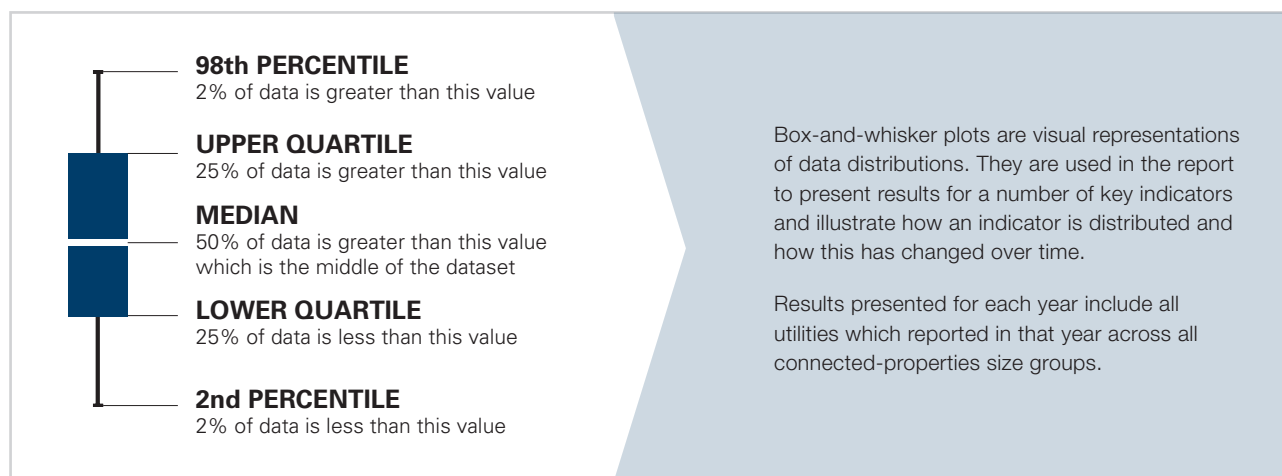 98th PERCENTILE
2% of data is greater than this value
UPPER QUARTILE
25% of data is greater than this value
MEDIAN
50% of data is greater than this value
which is the middle of the dataset
LOWER QUARTILE
25% of data is less than this value
2nd PERCENTILE
2% of data is less than this value
Box-and-whisker plots are visual representations
of data distributions. They are used in the report
to present results for a number of key indicators
and illustrate how an indicator is distributed and
how this has changed over time.
Results presented for each year include all
utilities which reported in that year across all
connected-properties size groups.